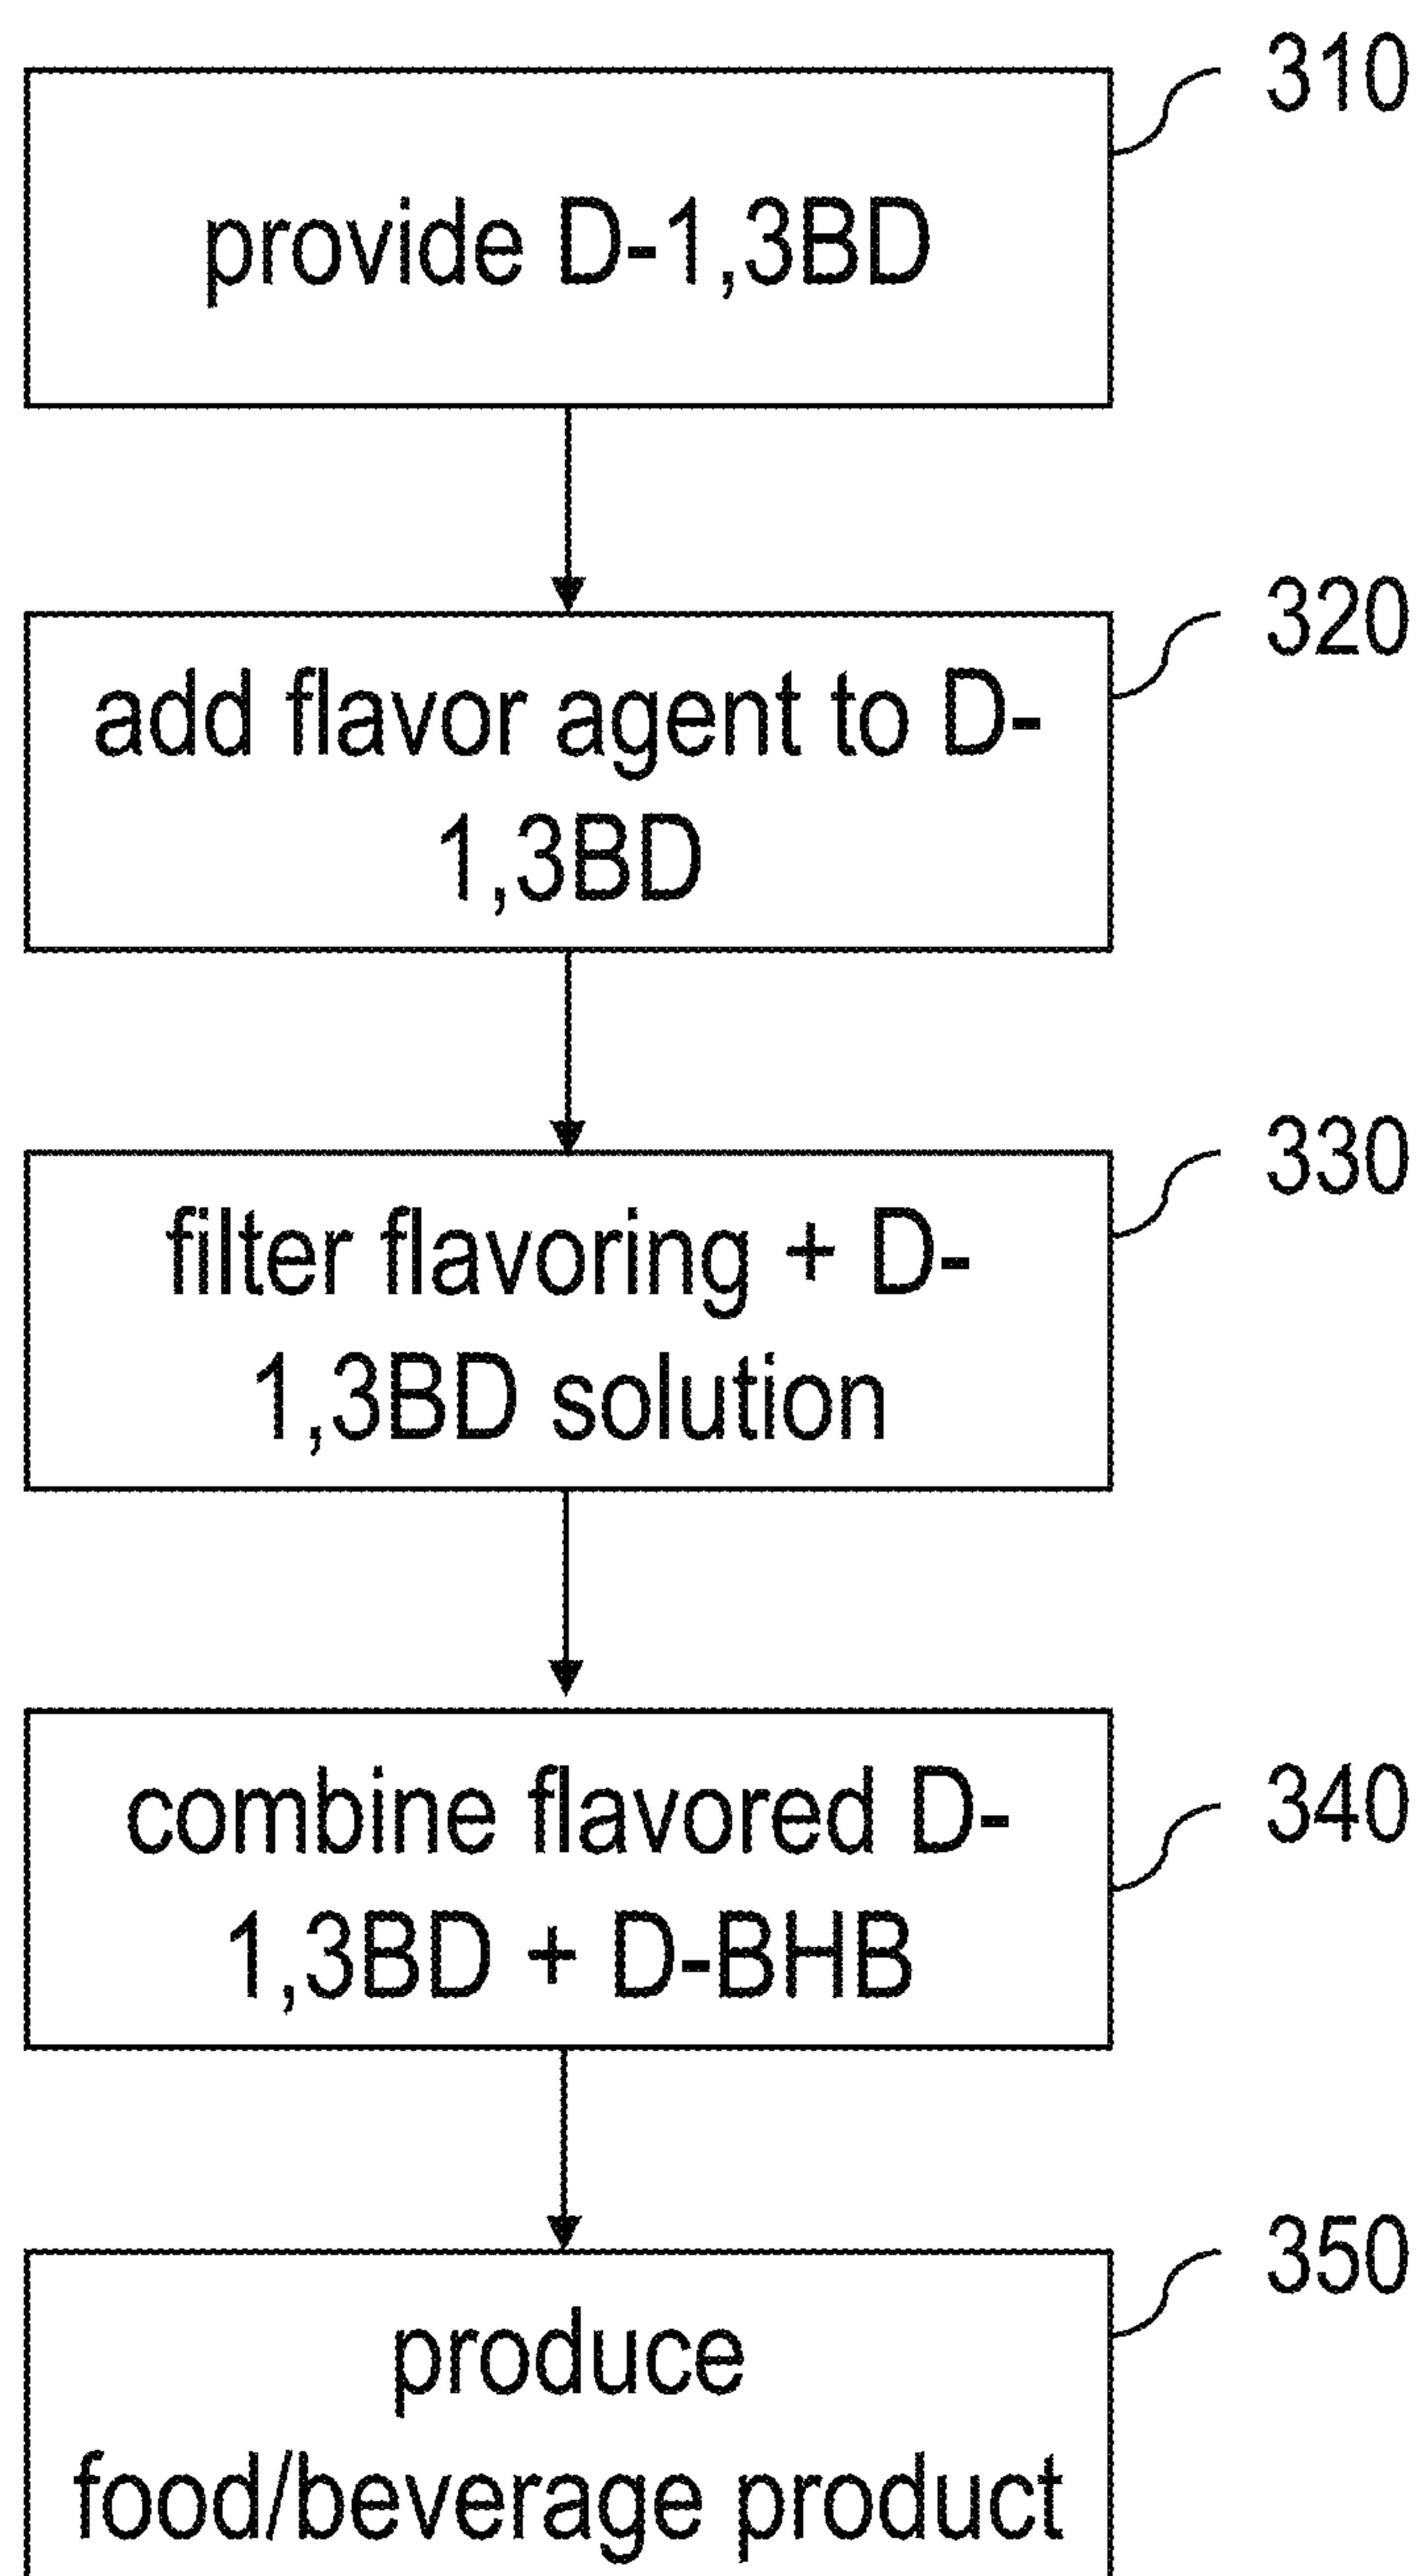 310
provide D-1,3BD
320
add flavor agent to D-
1,3BD
330
filter flavoring + D-
1,3BD solution
340
combine flavored D-
1,3BD + D-BHB
350
produce
food/beverage product